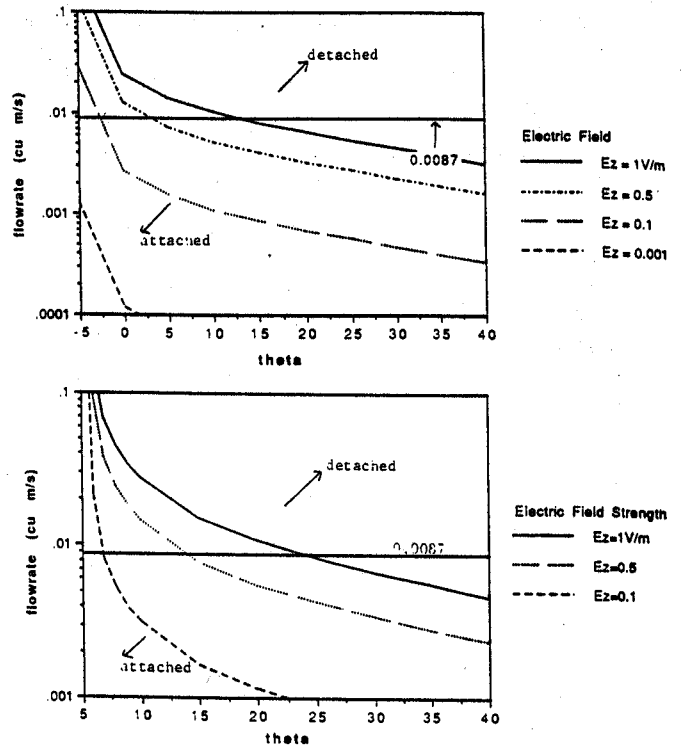 .1
.01
.001
.0001
flowrate (cu m/s)
-5 0 5 10 15 20 25 30 35 40
theta
detached
attached
0.0087
Electric Field
Ez = 1V/m
Ez = 0.5
Ez = 0.1
Ez = 0.001
.1
.01
.001
flowrate (cu m/s)
5 10 15 20 25 30 35 40
theta
detached
attached
0.0087
Electric Field Strength
Ez=1V/m
Ez=0.5
Ez=0.1